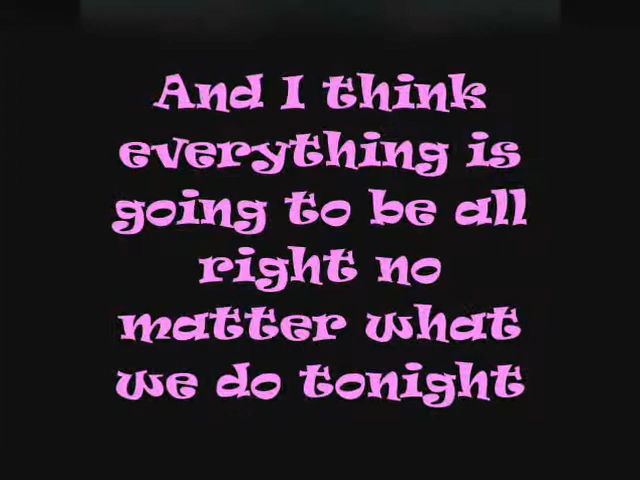 And I think
everything is
going to be all
right no
matter what
we do tonight